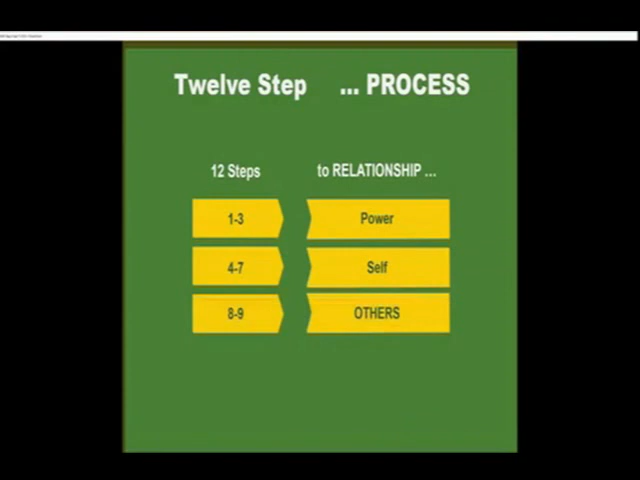 Twelve Step ... PROCESS
12 Steps to RELATIONSHIP ...
1-3 Power
4-7 Self
8-9 OTHERS